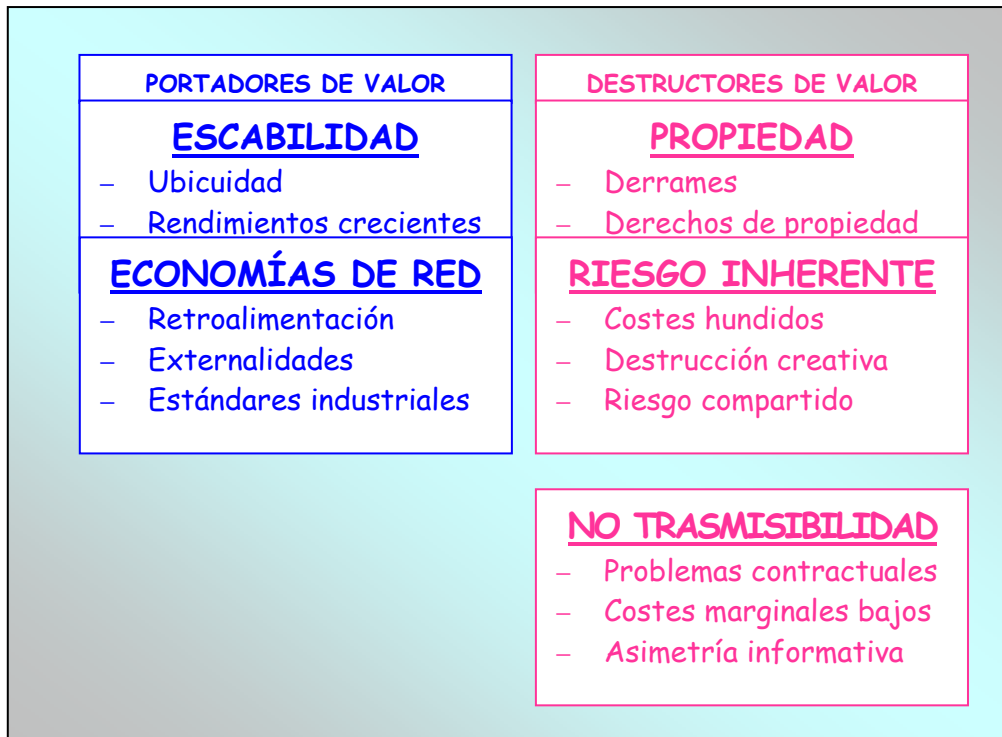 PORTADORES DE VALOR
ESCABILIDAD
– Ubicuidad
– Rendimientos crecientes
ECONOMÍAS DE RED
– Retroalimentación
– Externalidades
– Estándares industriales
DESTRUCTORES DE VALOR
PROPIEDAD
– Derrames
– Derechos de propiedad
RIESGO INHERENTE
– Costes hundidos
– Destrucción creativa
– Riesgo compartido
NO TRASMISIBILIDAD
– Problemas contractuales
– Costes marginales bajos
– Asimetría informativa